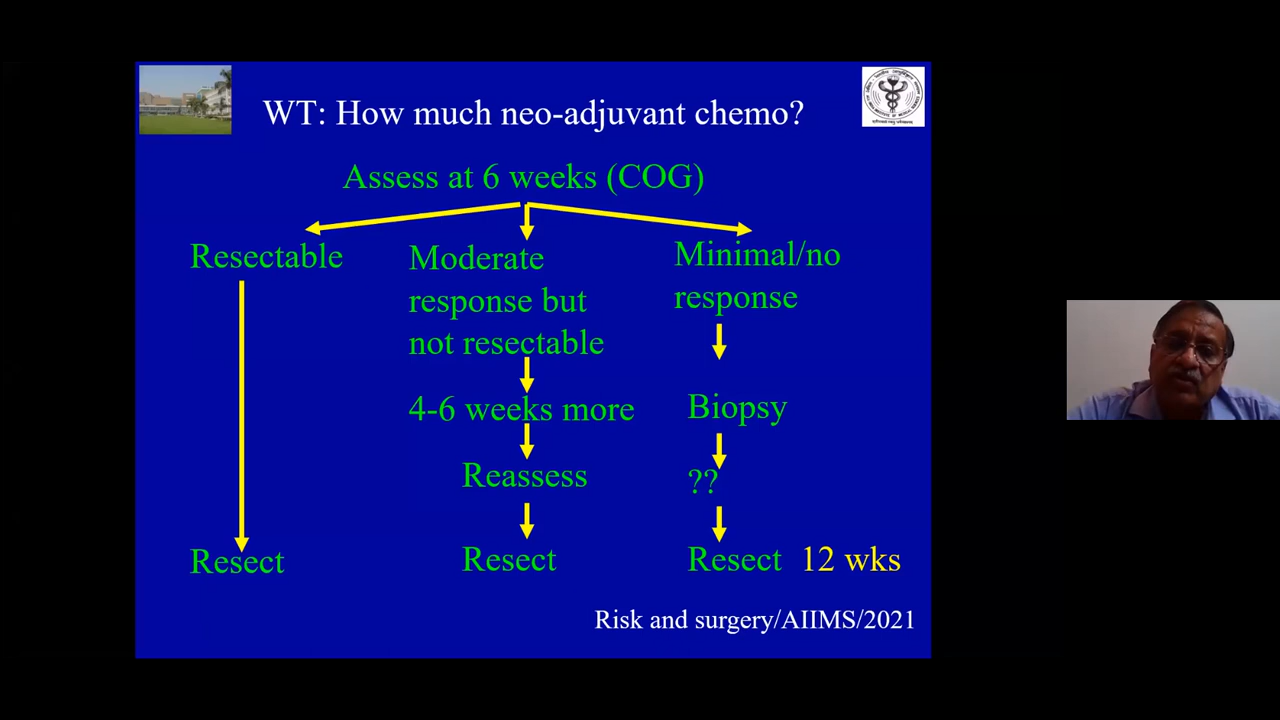 WT: How much neo-adjuvant chemo?
Assess at 6 weeks (COG)
Resectable
Moderate
response but
not resectable
Minimal/no
response
4-6 weeks more
Biopsy
Reassess
??
Resect
Resect
Resect 12 wks
Risk and surgery/AIIMS/2021